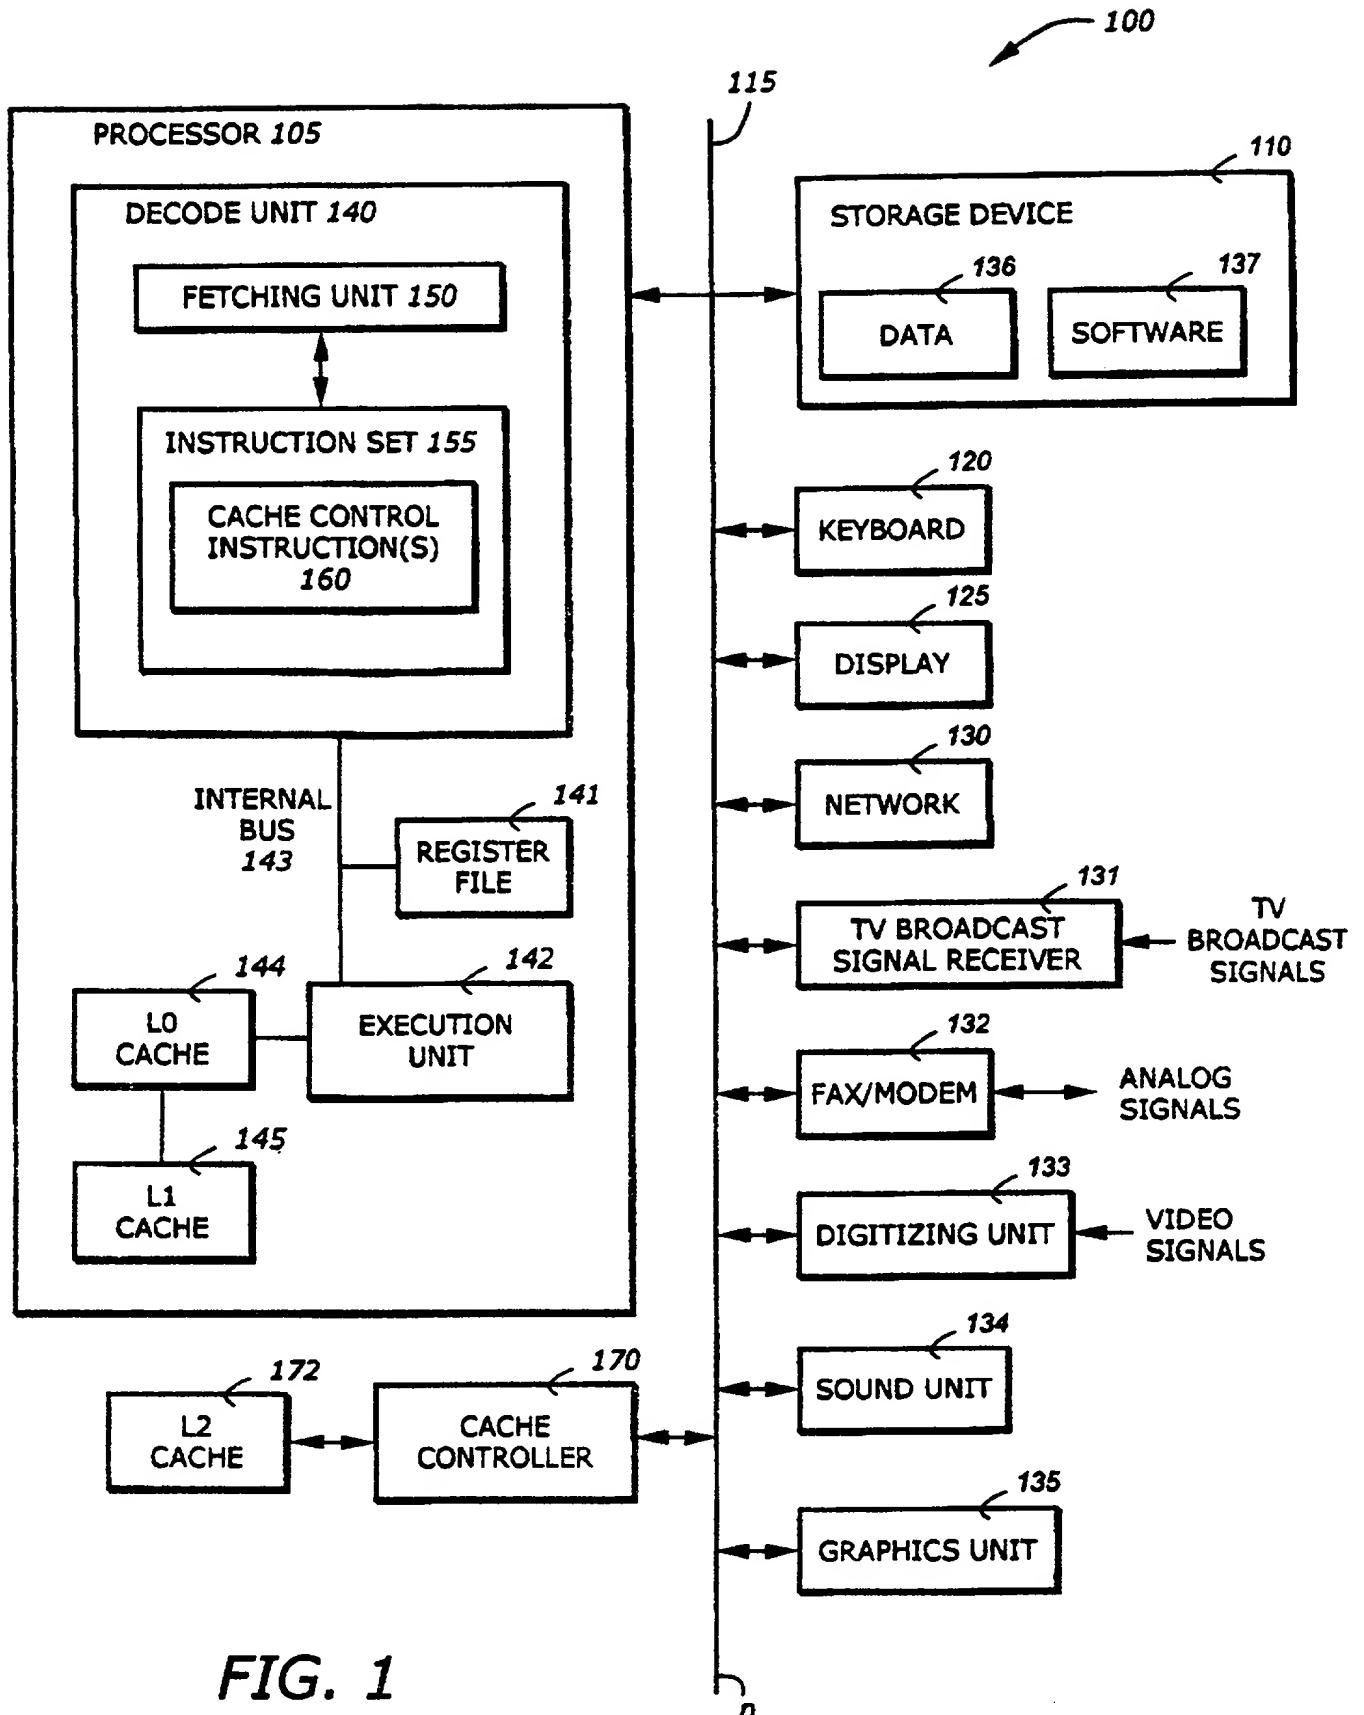 100
115
PROCESSOR 105
DECODE UNIT 140
FETCHING UNIT 150
INSTRUCTION SET 155
CACHE CONTROL
INSTRUCTION(S)
160
INTERNAL
BUS
143
141
REGISTER
FILE
144
L0
CACHE
142
EXECUTION
UNIT
145
L1
CACHE
172
L2
CACHE
170
CACHE
CONTROLLER
110
STORAGE DEVICE
136
DATA
137
SOFTWARE
120
KEYBOARD
125
DISPLAY
130
NETWORK
131
TV BROADCAST
SIGNAL RECEIVER
TV
BROADCAST
SIGNALS
132
FAX/MODEM
ANALOG
SIGNALS
133
DIGITIZING UNIT
VIDEO
SIGNALS
134
SOUND UNIT
135
GRAPHICS UNIT
FIG. 1